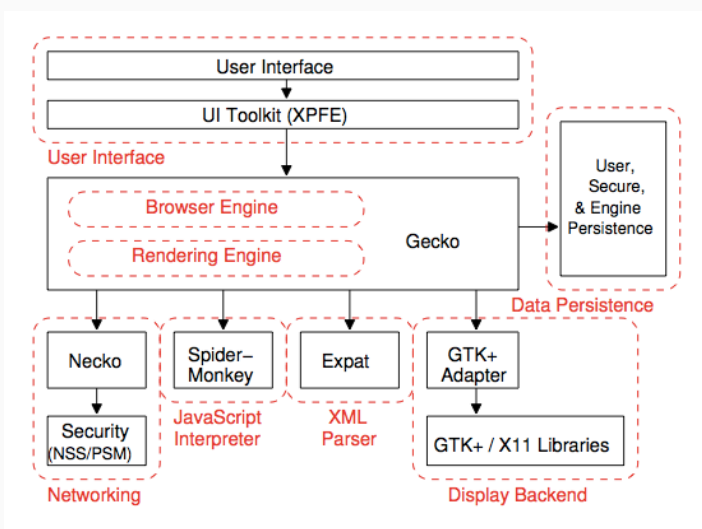 User Interface
UI Toolkit (XPFE)
User Interface
User,
Secure,
& Engine
Persistence
Data Persistence
Browser Engine
Rendering Engine
Gecko
Necko
Security
(NSS/PSM)
Networking
Spider–
Monkey
JavaScript
Interpreter
Expat
XML
Parser
GTK+
Adapter
GTK+ / X11 Libraries
Display Backend